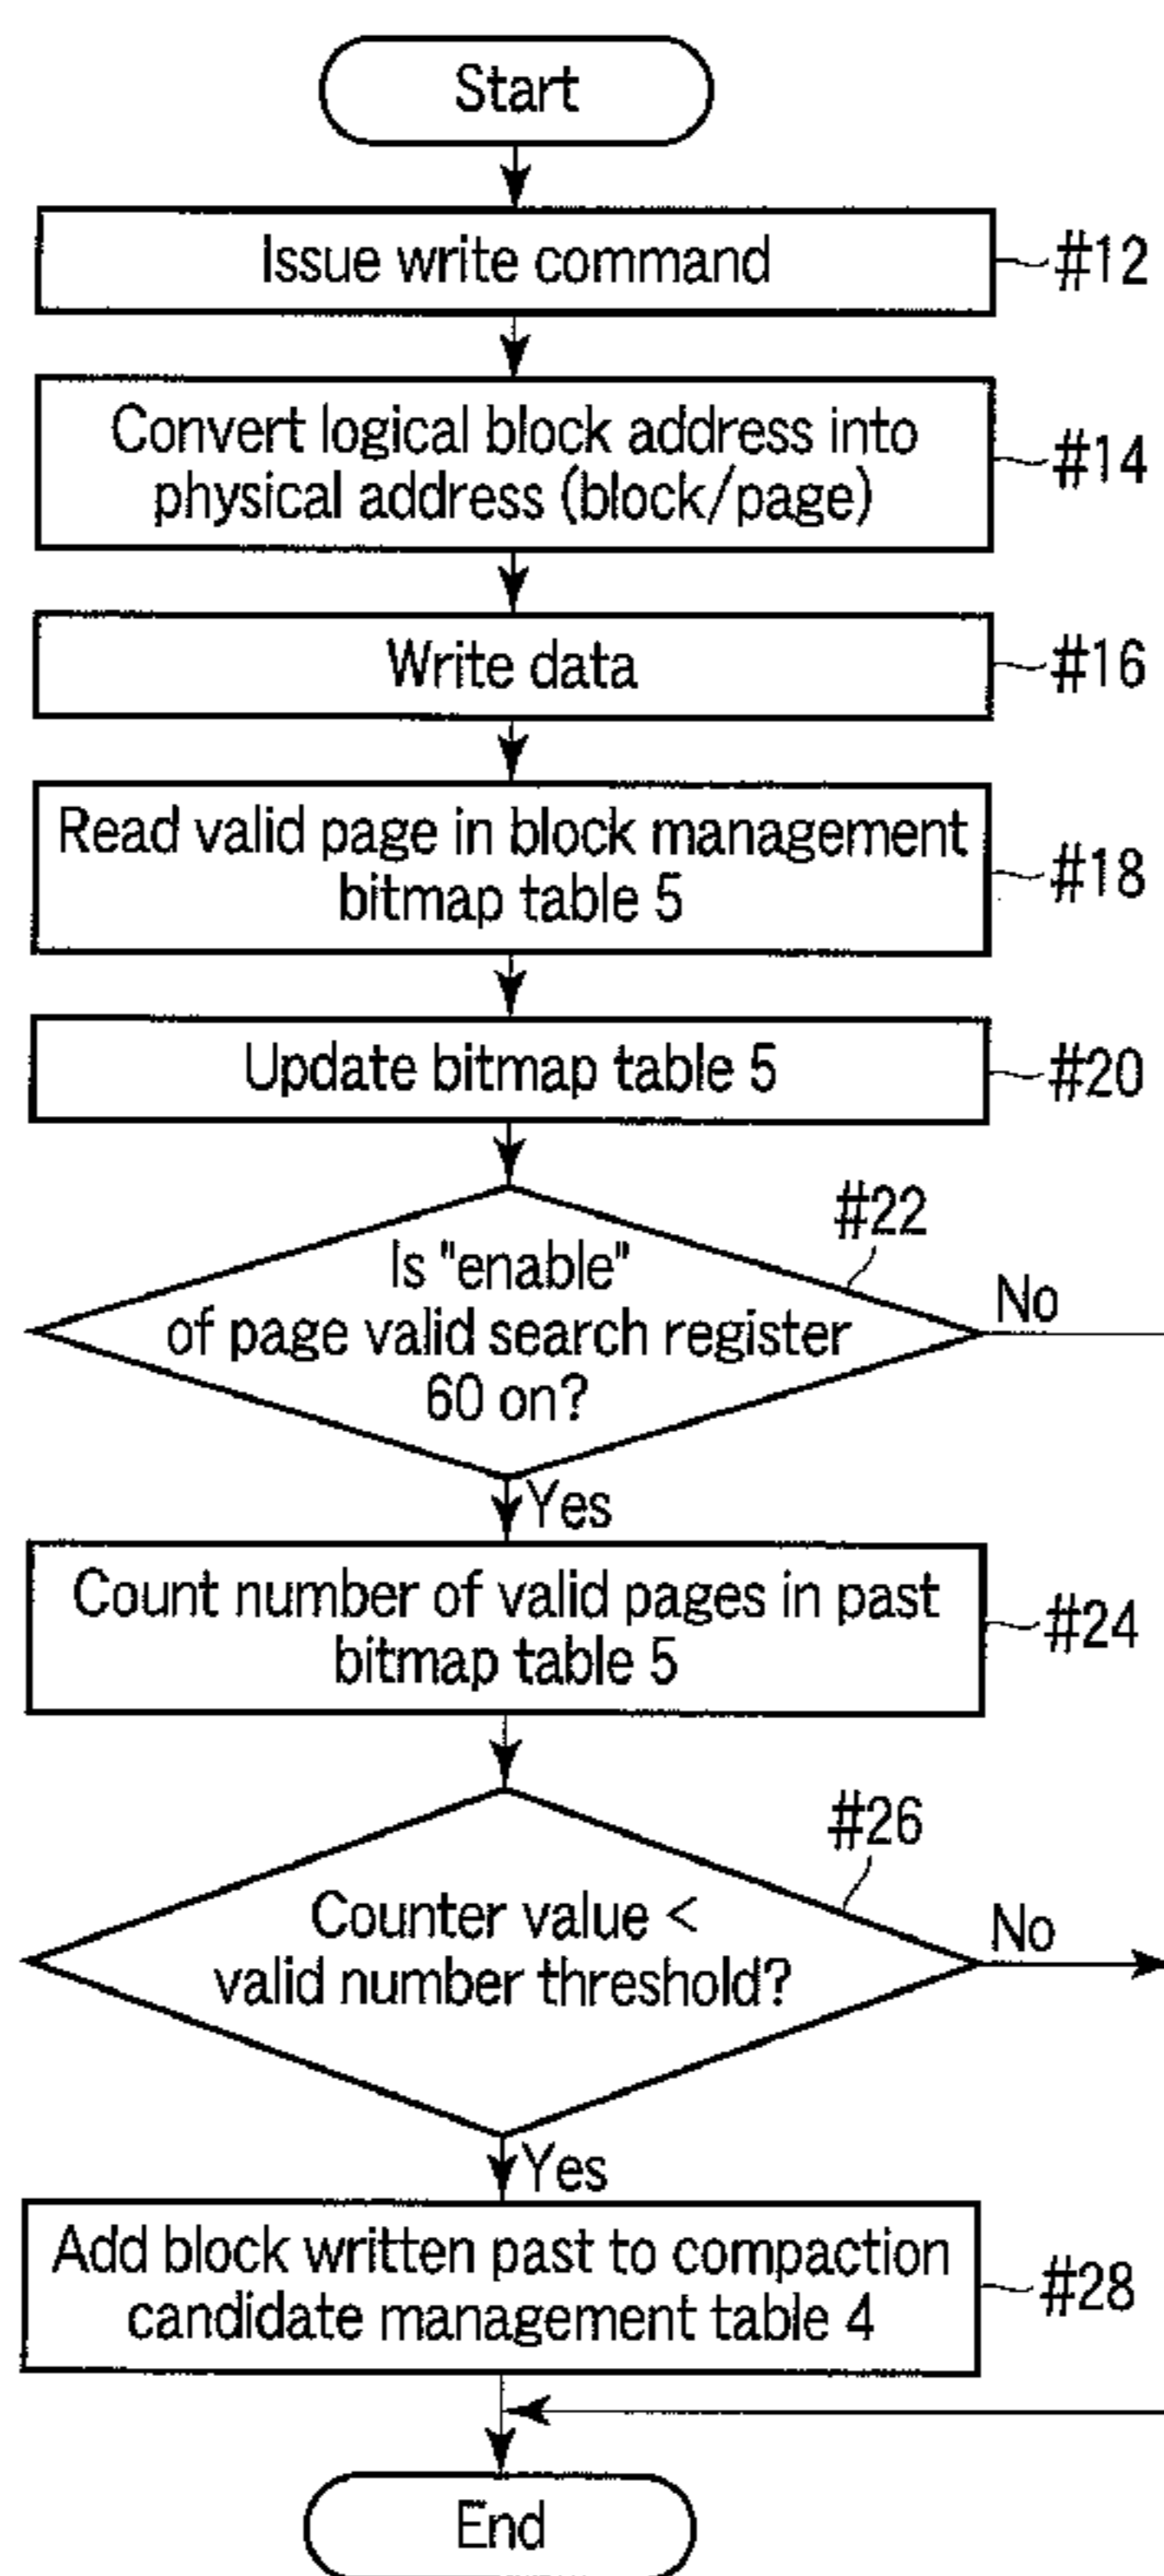 Start
Issue write command
#12
Convert logical block address into
physical address (block/page)
#14
Write data
#16
Read valid page in block management
bitmap table 5
#18
Update bitmap table 5
#20
#22
Is "enable"
of page valid search register
60 on?
No
Yes
Count number of valid pages in past
bitmap table 5
#24
#26
Counter value <
valid number threshold?
No
Yes
Add block written past to compaction
candidate management table 4
#28
End